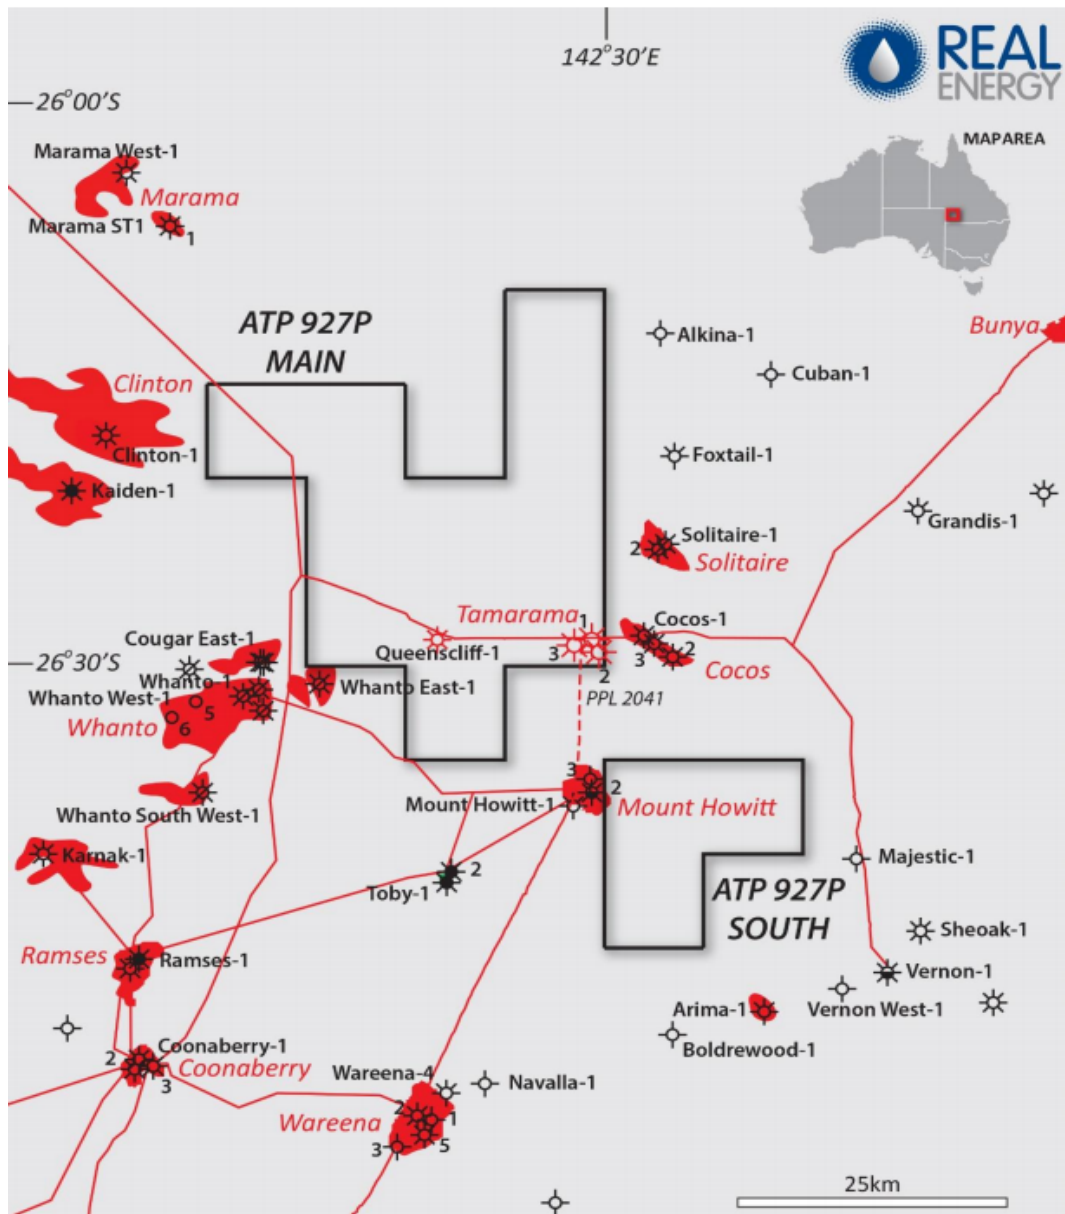 142°30'E
REAL
ENERGY
26°00'S
MAP AREA
Marama West-1
Marama
Marama ST1
1
ATP 927P
MAIN
Alkina-1
Bunya
Cuban-1
Clinton
Clinton-1
Foxtail-1
Kaiden-1
Grandis-1
Solitaire-1
2
Solitaire
Tamarama
1
Cocos-1
Cougar East-1
Queenscliff-1
3
2
3
2
Cocos
26°30'S
Whanto-1
Whanto East-1
Whanto West-1
5
PPL 2041
Whanto
6
3
2
Whanto South West-1
Mount Howitt-1
Mount Howitt
Karnak-1
2
Toby-1
Majestic-1
ATP 927P
SOUTH
Sheoak-1
Ramses
Ramses-1
Vernon-1
Arima-1
Vernon West-1
Boldrewood-1
Coonaberry-1
2
Coonaberry
3
Wareena-4
Navalla-1
2
1
Wareena
3
5
25km